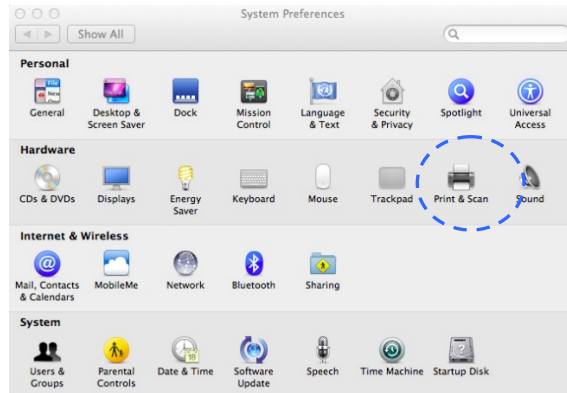 System Preferences
Show All
Personal
General
Desktop & Screen Saver
Dock
Mission Control
Language & Text
Security & Privacy
Spotlight
Universal Access
Hardware
CDs & DVDs
Displays
Energy Saver
Keyboard
Mouse
Trackpad
Print & Scan
Sound
Internet & Wireless
Mail, Contacts & Calendars
MobileMe
Network
Bluetooth
Sharing
System
Users & Groups
Parental Controls
Date & Time
Software Update
Speech
Time Machine
Startup Disk